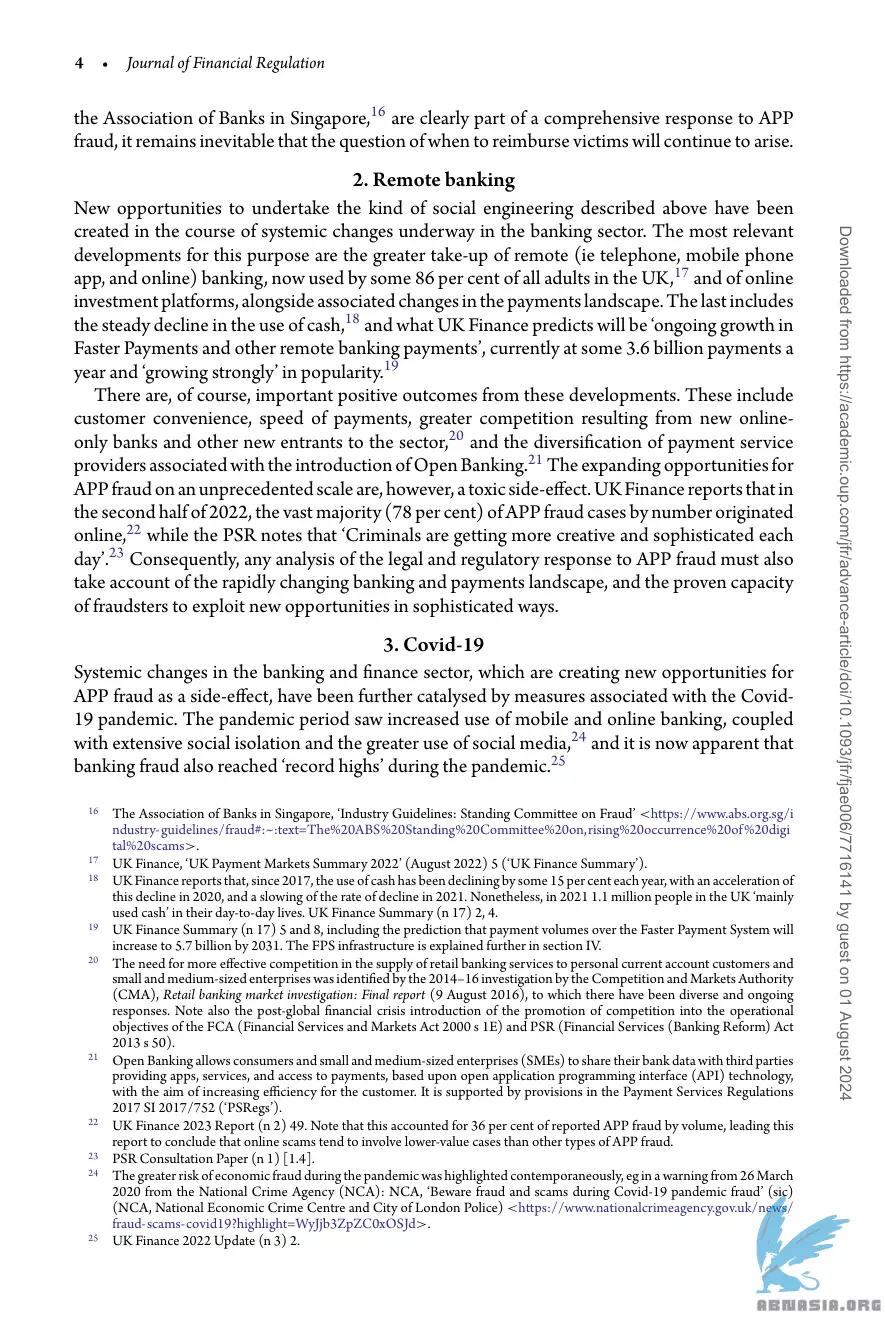 4 • Journal of Financial Regulation
the Association of Banks in Singapore,16 are clearly part of a comprehensive response to APP
fraud, it remains inevitable that the question of when to reimburse victims will continue to arise.
2. Remote banking
New opportunities to undertake the kind of social engineering described above have been
created in the course of systemic changes underway in the banking sector. The most relevant
developments for this purpose are the greater take-up of remote (ie telephone, mobile phone
app, and online) banking, now used by some 86 per cent of all adults in the UK,17 and of online
investment platforms, alongside associated changes in the payments landscape. The last includes
the steady decline in the use of cash,18 and what UK Finance predicts will be ‘ongoing growth in
Faster Payments and other remote banking payments’, currently at some 3.6 billion payments a
year and ‘growing strongly’ in popularity.19
There are, of course, important positive outcomes from these developments. These include
customer convenience, speed of payments, greater competition resulting from new online-
only banks and other new entrants to the sector,20 and the diversification of payment service
providers associated with the introduction of Open Banking.21 The expanding opportunities for
APP fraud on an unprecedented scale are, however, a toxic side-effect. UK Finance reports that in
the second half of 2022, the vast majority (78 per cent) of APP fraud cases by number originated
online,22 while the PSR notes that ‘Criminals are getting more creative and sophisticated each
day’.23 Consequently, any analysis of the legal and regulatory response to APP fraud must also
take account of the rapidly changing banking and payments landscape, and the proven capacity
of fraudsters to exploit new opportunities in sophisticated ways.
3. Covid-19
Systemic changes in the banking and finance sector, which are creating new opportunities for
APP fraud as a side-effect, have been further catalysed by measures associated with the Covid-
19 pandemic. The pandemic period saw increased use of mobile and online banking, coupled
with extensive social isolation and the greater use of social media,24 and it is now apparent that
banking fraud also reached ‘record highs’ during the pandemic.25
16 The Association of Banks in Singapore, ‘Industry Guidelines: Standing Committee on Fraud’ <https://www.abs.org.sg/i
ndustry-guidelines/fraud#:~:text=The%20ABS%20Standing%20Committee%20on,rising%20occurrence%20of%20digi
tal%20scams>.
17 UK Finance, ‘UK Payment Markets Summary 2022’ (August 2022) 5 (‘UK Finance Summary’).
18 UK Finance reports that, since 2017, the use of cash has been declining by some 15 per cent each year, with an acceleration of
this decline in 2020, and a slowing of the rate of decline in 2021. Nonetheless, in 2021 1.1 million people in the UK ‘mainly
used cash’ in their day-to-day lives. UK Finance Summary (n 17) 2, 4.
19 UK Finance Summary (n 17) 5 and 8, including the prediction that payment volumes over the Faster Payment System will
increase to 5.7 billion by 2031. The FPS infrastructure is explained further in section IV.
20 The need for more effective competition in the supply of retail banking services to personal current account customers and
small and medium-sized enterprises was identified by the 2014–16 investigation by the Competition and Markets Authority
(CMA), Retail banking market investigation: Final report (9 August 2016), to which there have been diverse and ongoing
responses. Note also the post-global financial crisis introduction of the promotion of competition into the operational
objectives of the FCA (Financial Services and Markets Act 2000 s 1E) and PSR (Financial Services (Banking Reform) Act
2013 s 50).
21 Open Banking allows consumers and small and medium-sized enterprises (SMEs) to share their bank data with third parties
providing apps, services, and access to payments, based upon open application programming interface (API) technology,
with the aim of increasing efficiency for the customer. It is supported by provisions in the Payment Services Regulations
2017 SI 2017/752 (‘PSRegs’).
22 UK Finance 2023 Report (n 2) 49. Note that this accounted for 36 per cent of reported APP fraud by volume, leading this
report to conclude that online scams tend to involve lower-value cases than other types of APP fraud.
23 PSR Consultation Paper (n 1) [1.4].
24 The greater risk of economic fraud during the pandemic was highlighted contemporaneously, eg in a warning from 26 March
2020 from the National Crime Agency (NCA): NCA, ‘Beware fraud and scams during Covid-19 pandemic fraud’ (sic)
(NCA, National Economic Crime Centre and City of London Police) <https://www.nationalcrimeagency.gov.uk/news/
fraud-scams-covid19?highlight=WyJjb3ZpZC0xOSJd>.
25 UK Finance 2022 Update (n 3) 2.
Downloaded from https://academic.oup.com/jfr/advance-article/doi/10.1093/jfr/fjae006/7716141 by guest on 01 August 2024
ABNASIA.ORG